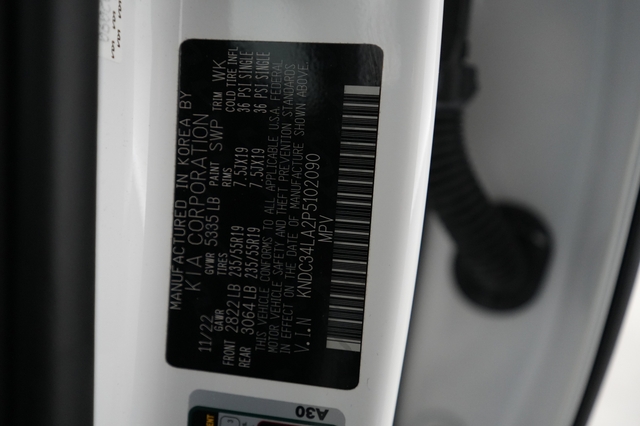 MANUFACTURED IN KOREA BY
KIA CORPORATION
11/22 GVWR 5335 LB PAINT SWP TRIM WK
GAWR TIRES RIMS COLD TIRE INFL
FRONT 2822 LB 235/55R19 7.5JX19 36 PSI SINGLE
REAR 3064 LB 235/55R19 7.5JX19 36 PSI SINGLE
THIS VEHICLE CONFORMS TO ALL APPLICABLE U.S.A. FEDERAL
MOTOR VEHICLE SAFETY AND THEFT PREVENTION STANDARDS
IN EFFECT ON THE DATE OF MANUFACTURE SHOWN ABOVE.
V.I.N KNDC34LA2P5102090
MPV
A30